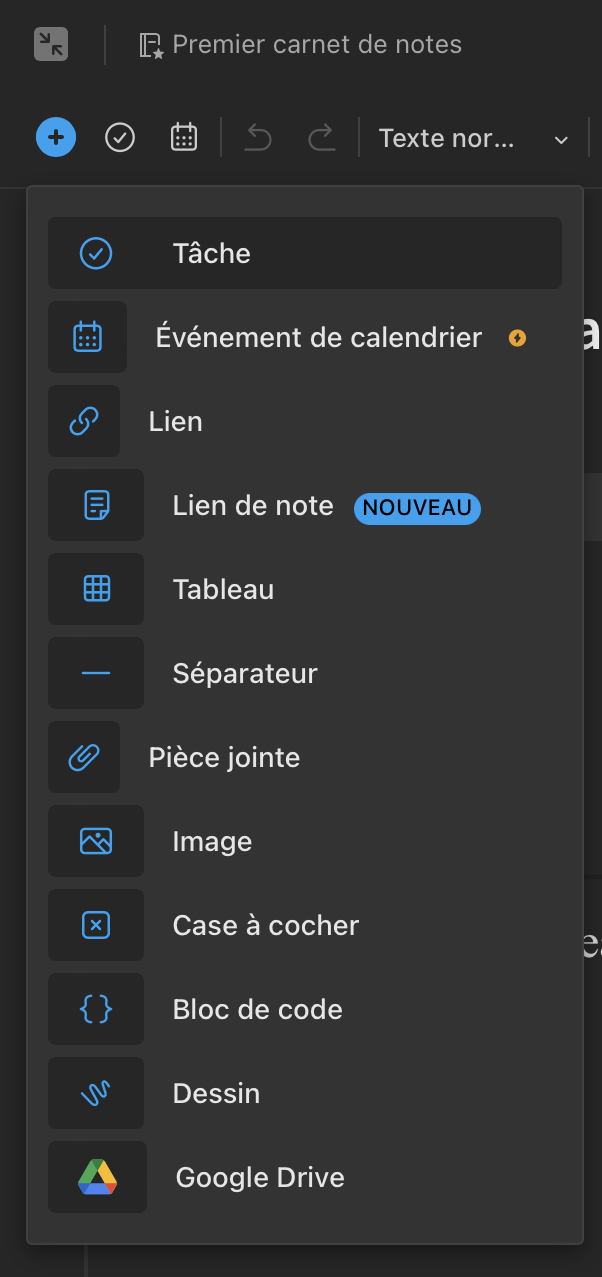 Premier carnet de notes
Texte nor...
Tâche
Événement de calendrier
Lien
Lien de note NOUVEAU
Tableau
Séparateur
Pièce jointe
Image
Case à cocher
Bloc de code
Dessin
Google Drive